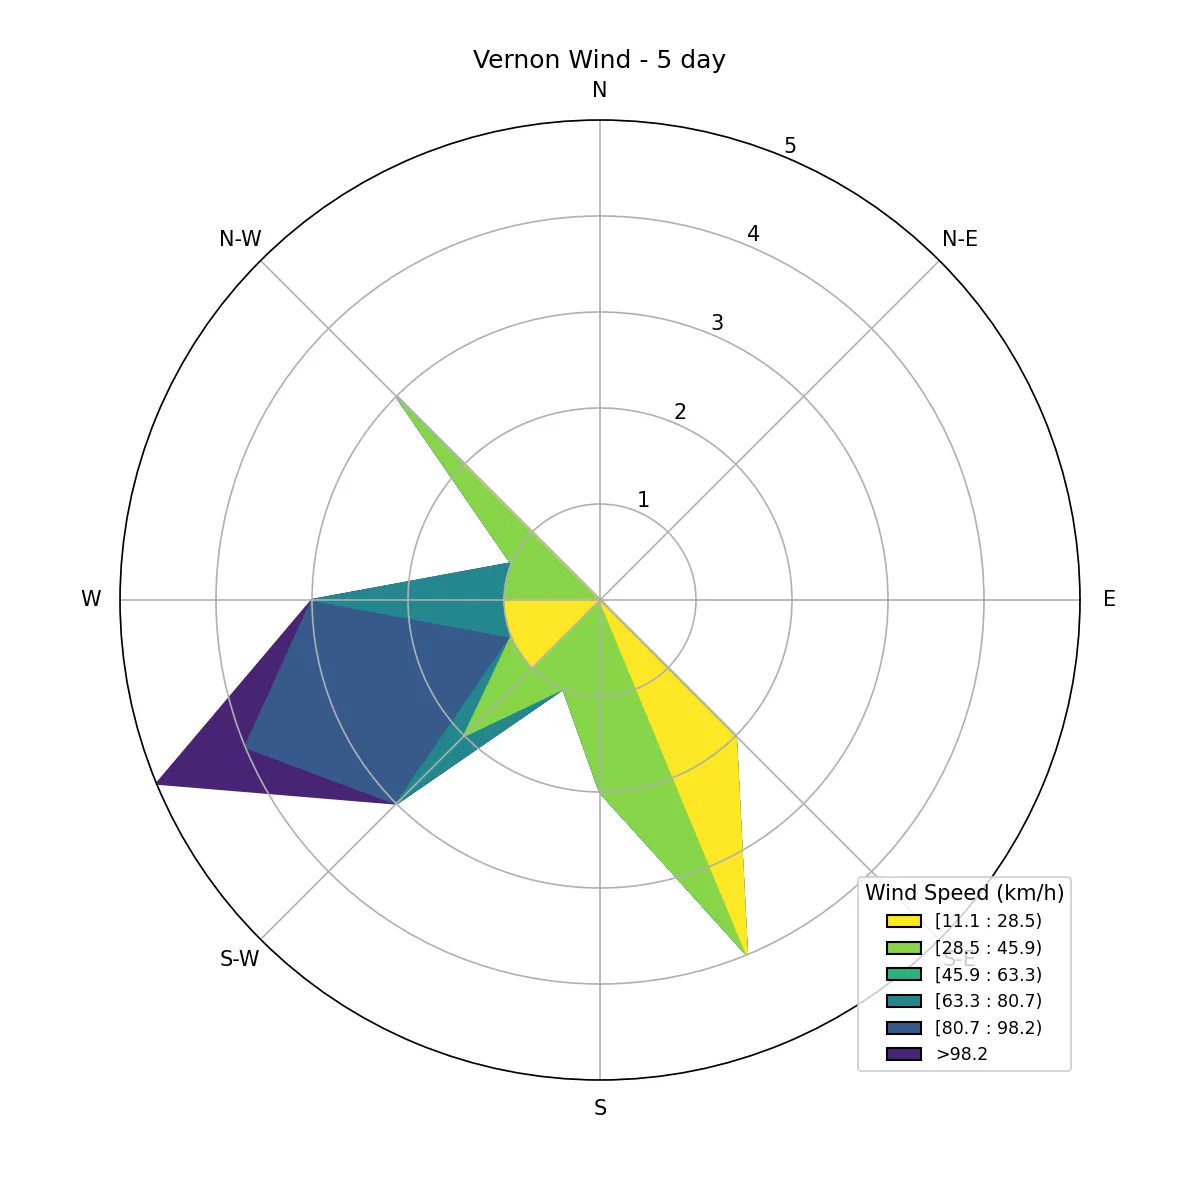 Vernon Wind - 5 day
N
5
N-W
4
N-E
3
2
1
W
E
S-W
S-E
S
Wind Speed (km/h)
[11.1 : 28.5)
[28.5 : 45.9)
[45.9 : 63.3)
[63.3 : 80.7)
[80.7 : 98.2)
>98.2